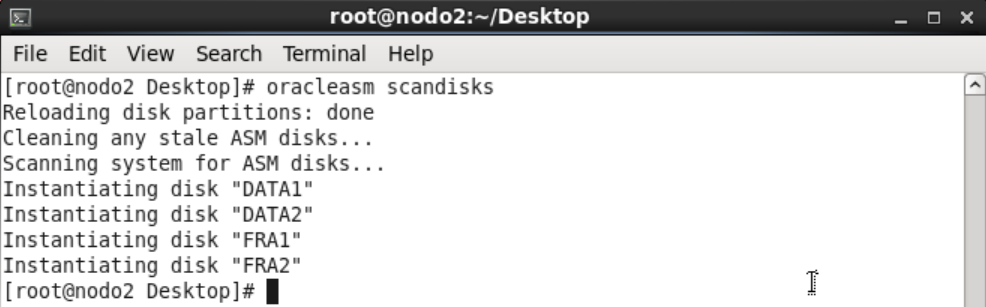 root@nodo2:~/Desktop
File Edit View Search Terminal Help
[root@nodo2 Desktop]# oracleasm scandisks
Reloading disk partitions: done
Cleaning any stale ASM disks...
Scanning system for ASM disks...
Instantiating disk "DATA1"
Instantiating disk "DATA2"
Instantiating disk "FRA1"
Instantiating disk "FRA2"
[root@nodo2 Desktop]#